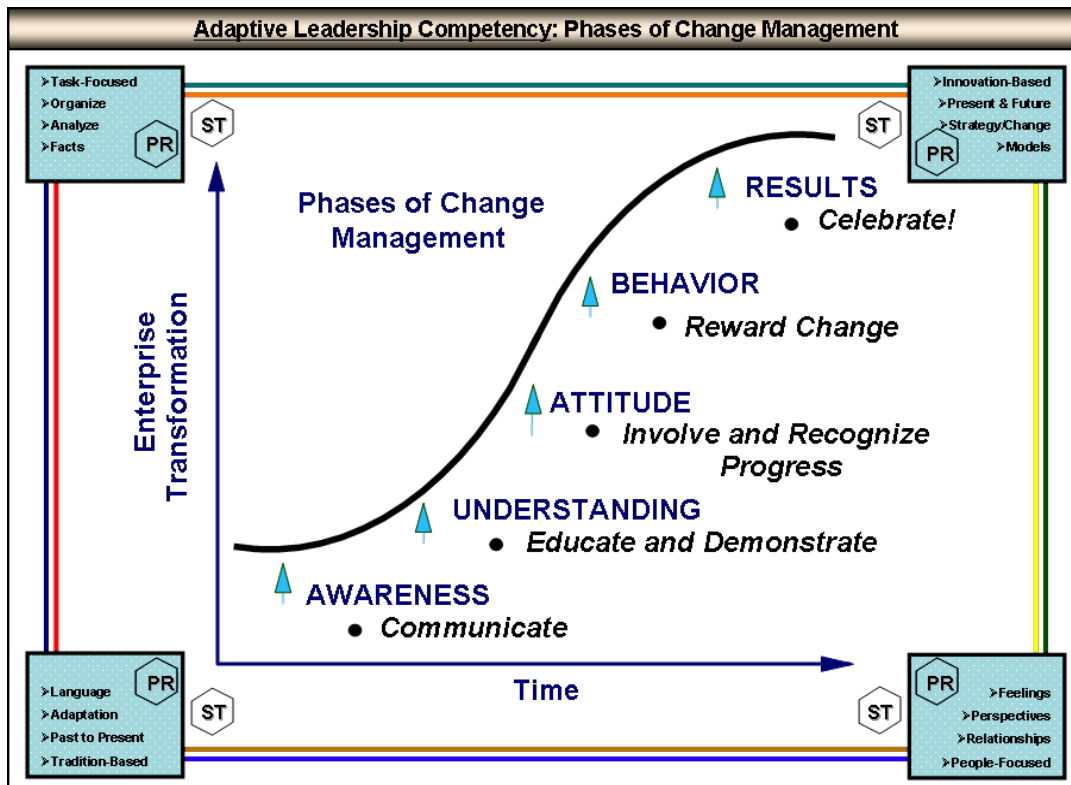 Adaptive Leadership Competency: Phases of Change Management
➢Task-Focused
➢Organize
➢Analyze
➢Facts
PR
ST
ST
➢Innovation-Based
➢Present & Future
➢Strategy/Change
➢Models
PR
Phases of Change
Management
RESULTS
• Celebrate!
BEHAVIOR
• Reward Change
ATTITUDE
• Involve and Recognize
Progress
UNDERSTANDING
• Educate and Demonstrate
AWARENESS
• Communicate
Enterprise
Transformation
Time
PR
➢Language
➢Adaptation
➢Past to Present
➢Tradition-Based
ST
ST
PR
➢Feelings
➢Perspectives
➢Relationships
➢People-Focused